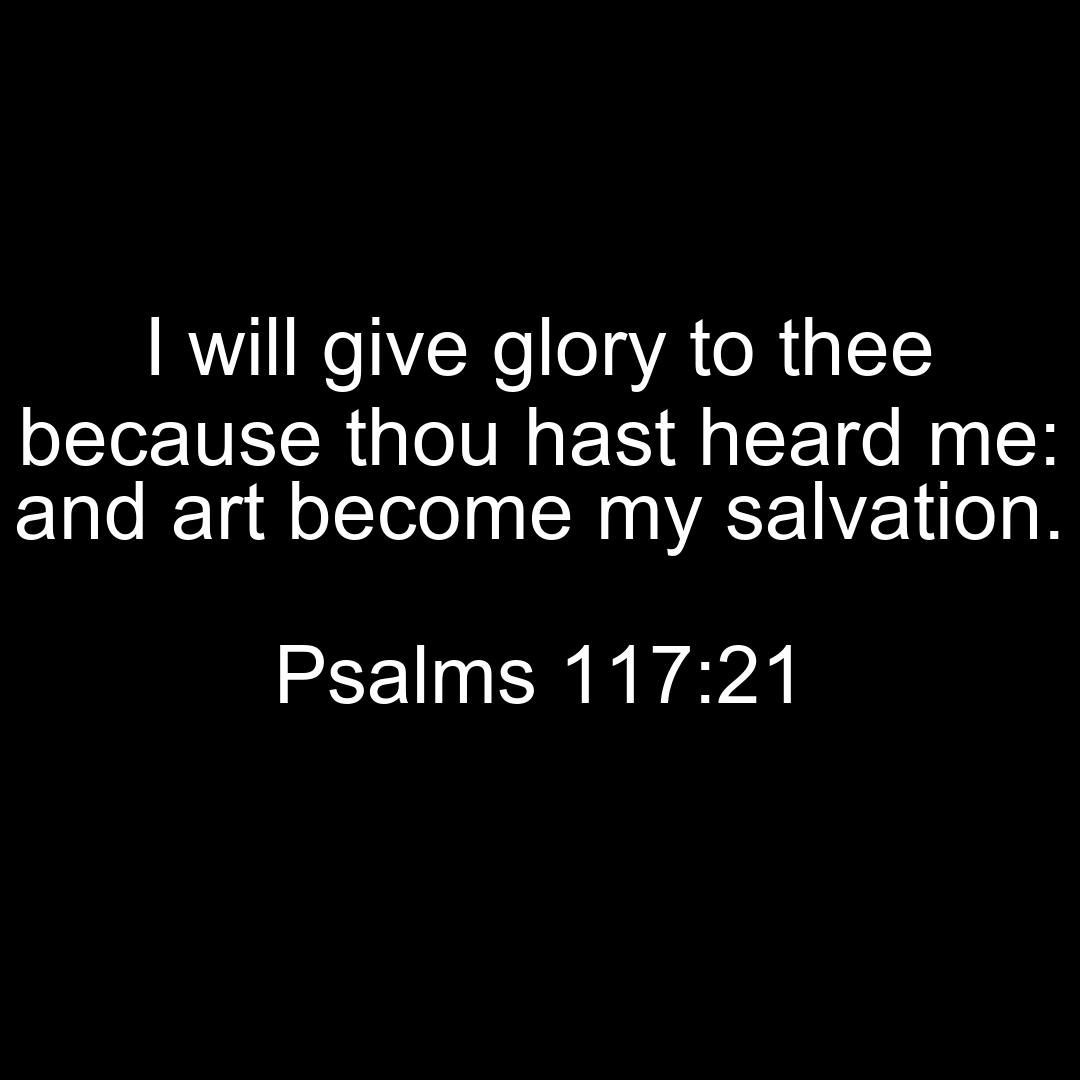 I will give glory to thee
because thou hast heard me:
and art become my salvation.
Psalms 117:21